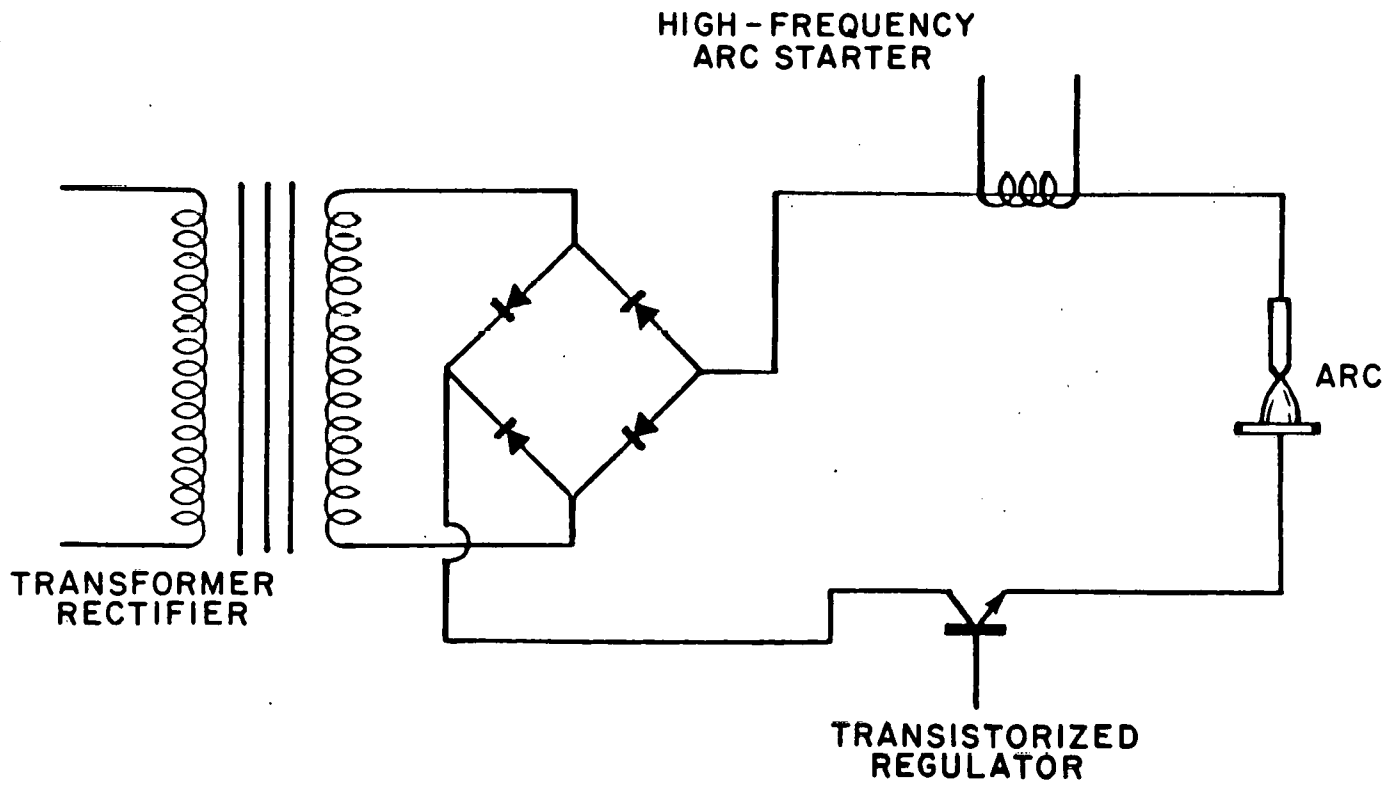 HIGH-FREQUENCY
ARC STARTER
ARC
TRANSFORMER
RECTIFIER
TRANSISTORIZED
REGULATOR